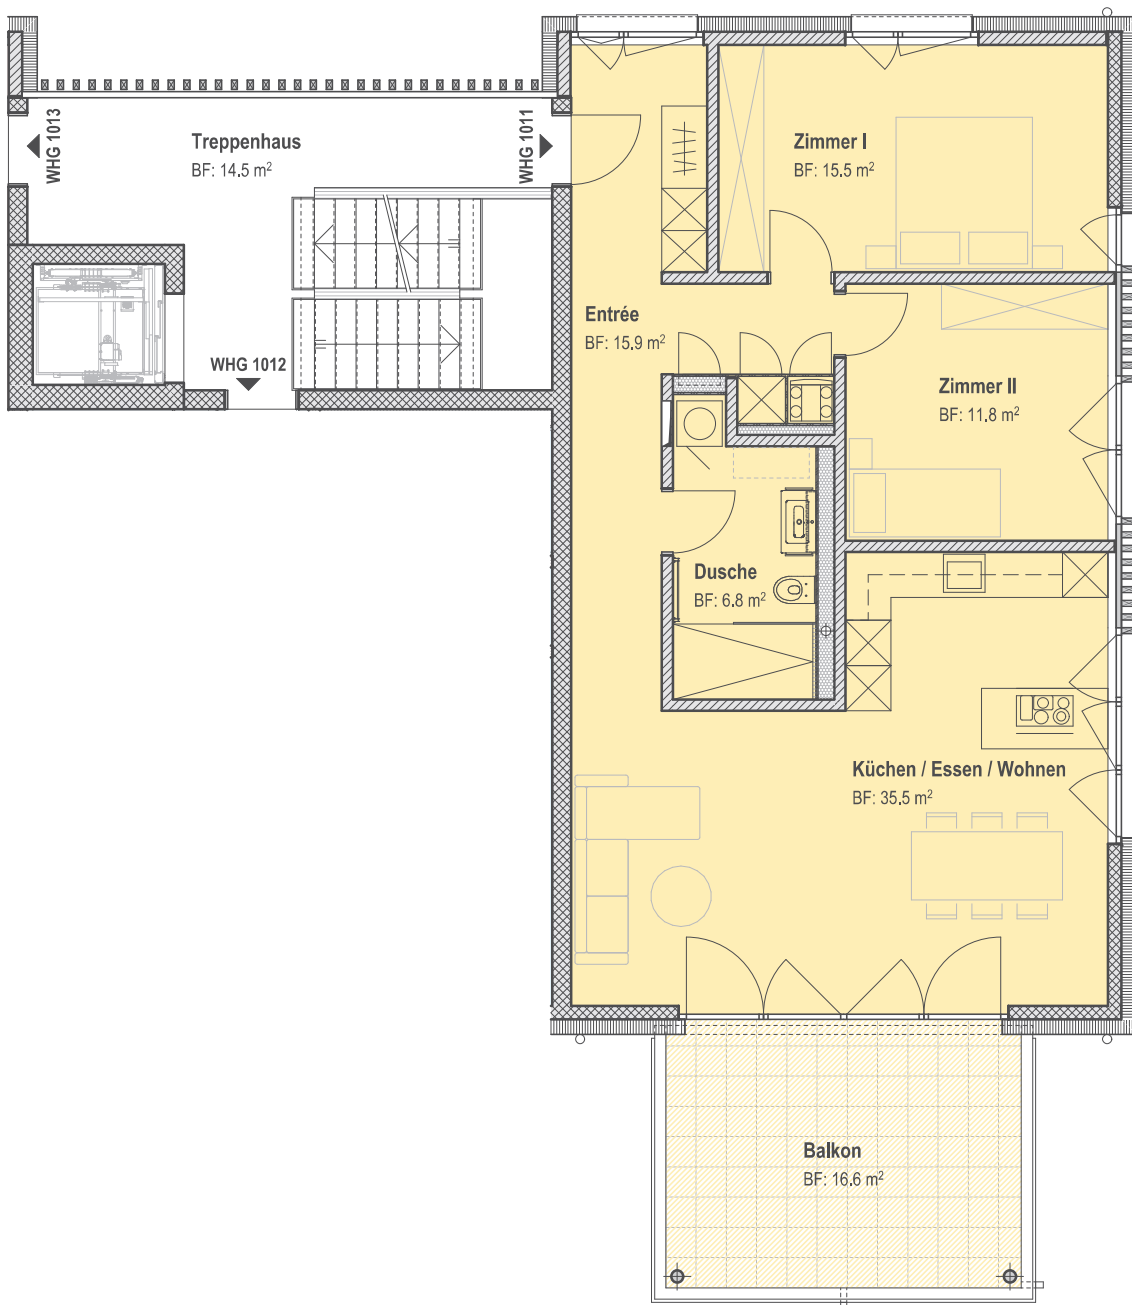 WHG 1013
Treppenhaus
BF: 14.5 m²
WHG 1011
Zimmer I
BF: 15.5 m²
Entrée
BF: 15.9 m²
WHG 1012
Zimmer II
BF: 11.8 m²
Dusche
BF: 6.8 m²
Küchen / Essen / Wohnen
BF: 35.5 m²
Balkon
BF: 16.6 m²